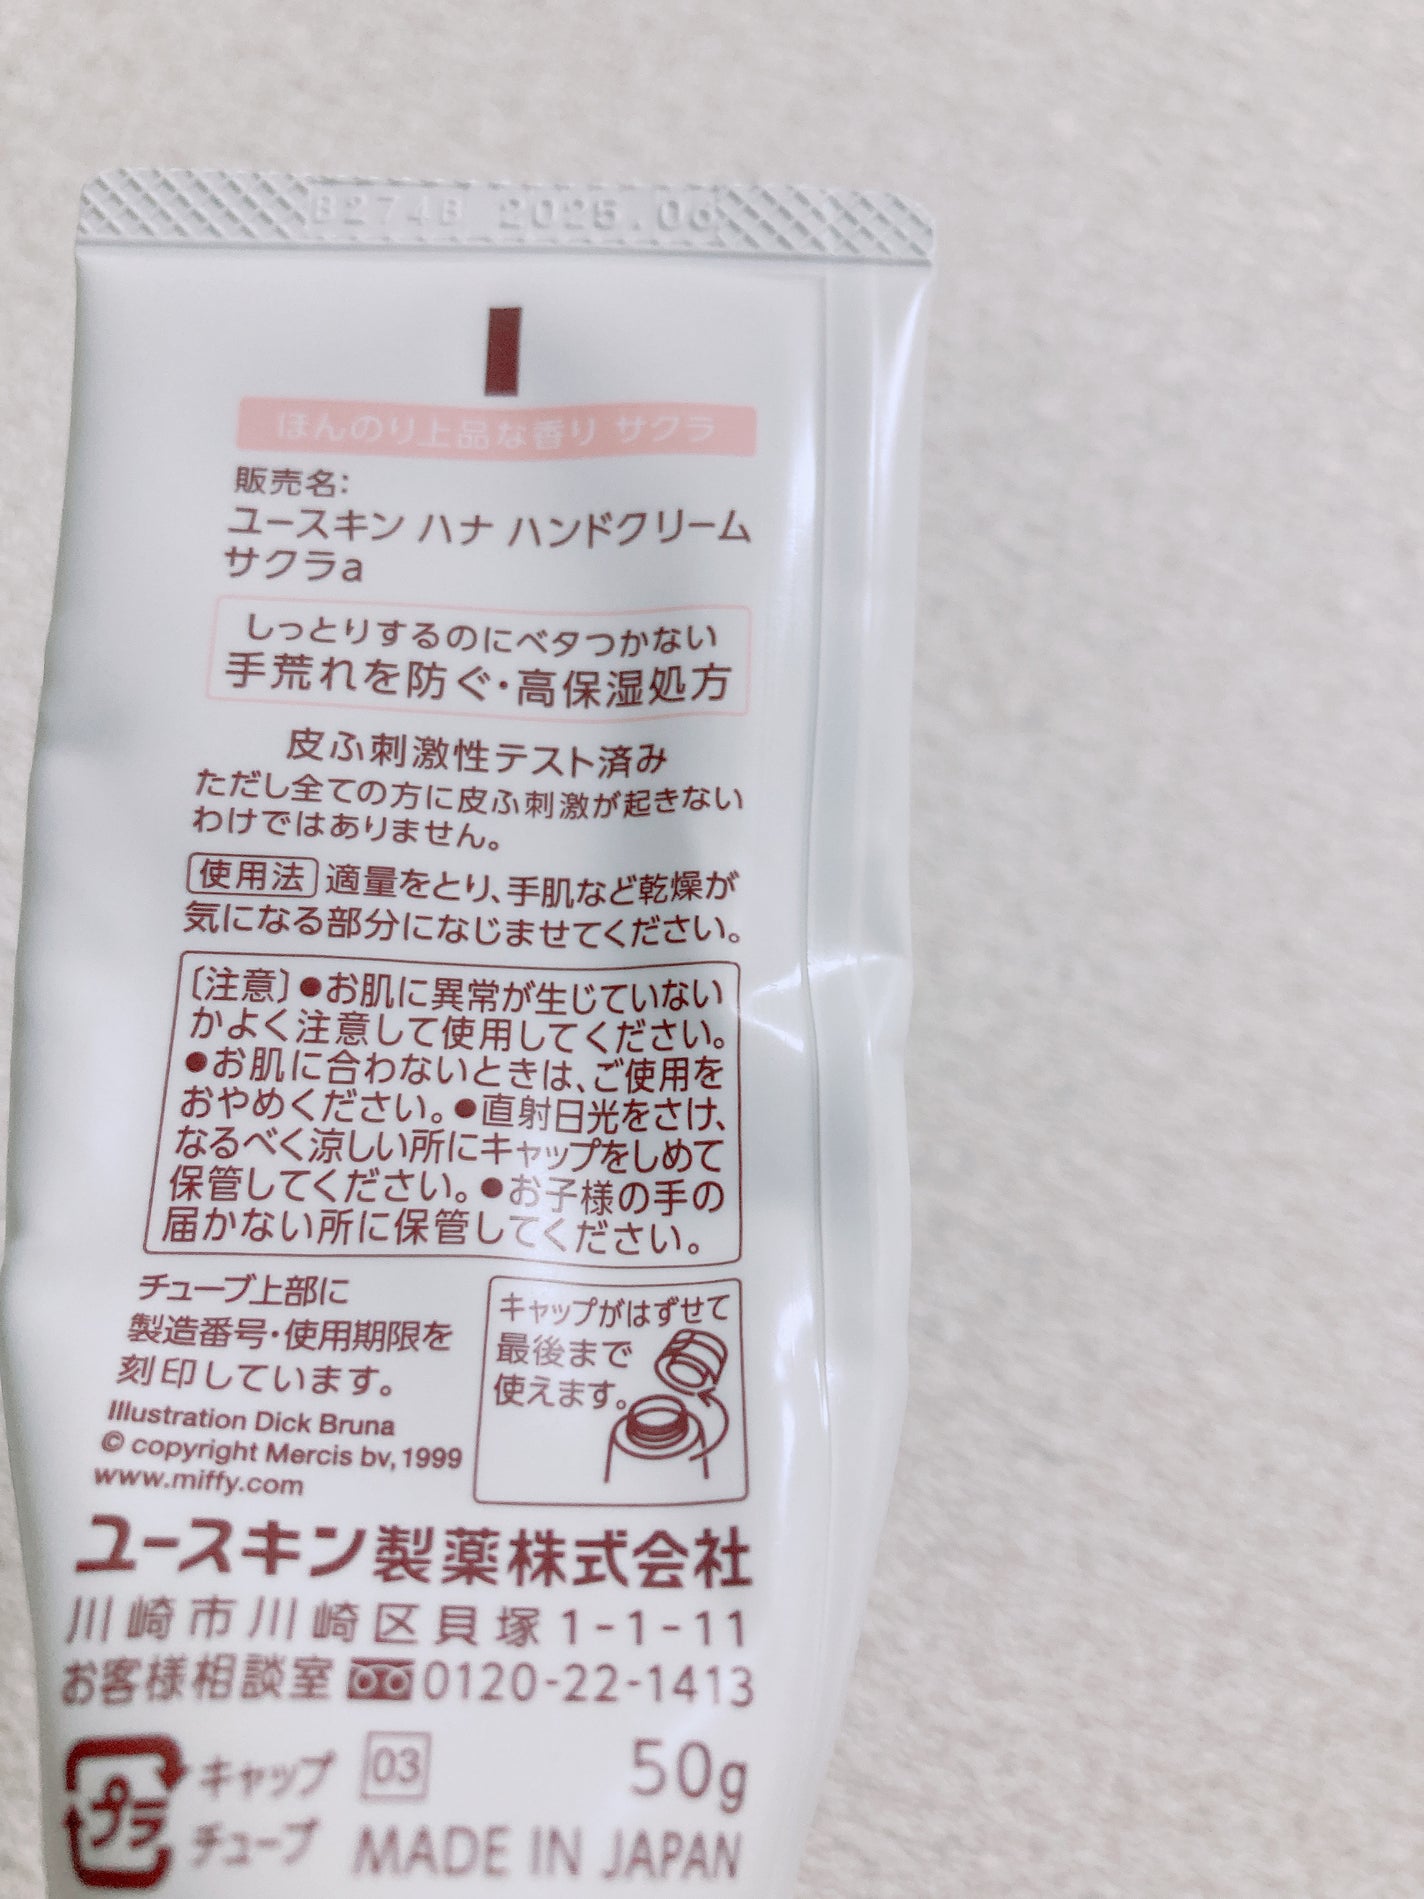 B274B 2025.06
ほんのり上品な香り サクラ
販売名:
ユースキン ハナ ハンドクリーム
サクラa
しっとりするのにベタつかない
手荒れを防ぐ・高保湿処方
皮ふ刺激性テスト済み
ただし全ての方に皮ふ刺激が起きない
わけではありません。
使用法 適量をとり、手肌など乾燥が
気になる部分になじませてください。
〔注意〕●お肌に異常が生じていない
かよく注意して使用してください。
●お肌に合わないときは、ご使用を
おやめください。●直射日光をさけ、
なるべく涼しい所にキャップをしめて
保管してください。●お子様の手の
届かない所に保管してください。
チューブ上部に
製造番号・使用期限を
刻印しています。
キャップがはずせて
最後まで
使えます。
Illustration Dick Bruna
© copyright Mercis bv, 1999
www.miffy.com
ユースキン製薬株式会社
川崎市川崎区貝塚1-1-11
お客様相談室 0120-22-1413
プラ
キャップ
チューブ
03
50g
MADE IN JAPAN